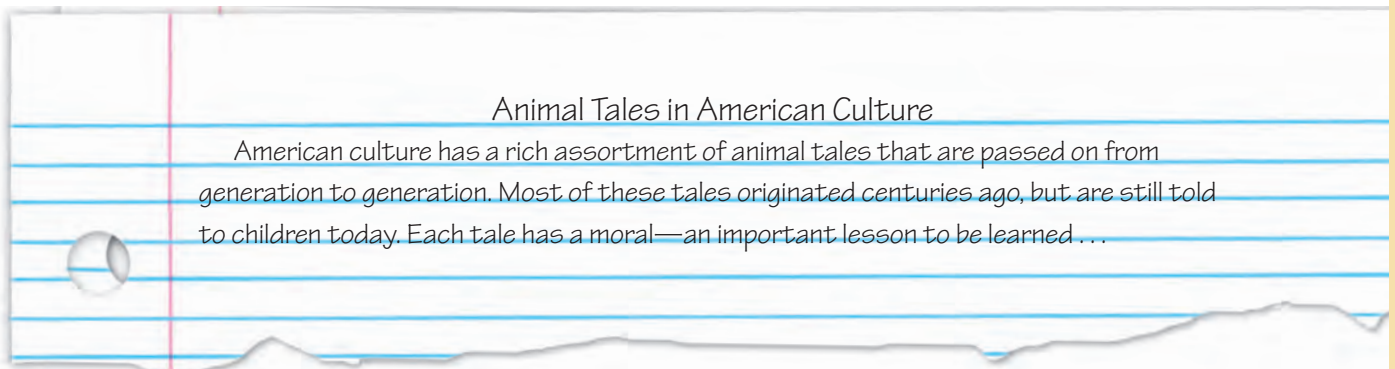 Animal Tales in American Culture
American culture has a rich assortment of animal tales that are passed on from
generation to generation. Most of these tales originated centuries ago, but are still told
to children today. Each tale has a moral—an important lesson to be learned . . .